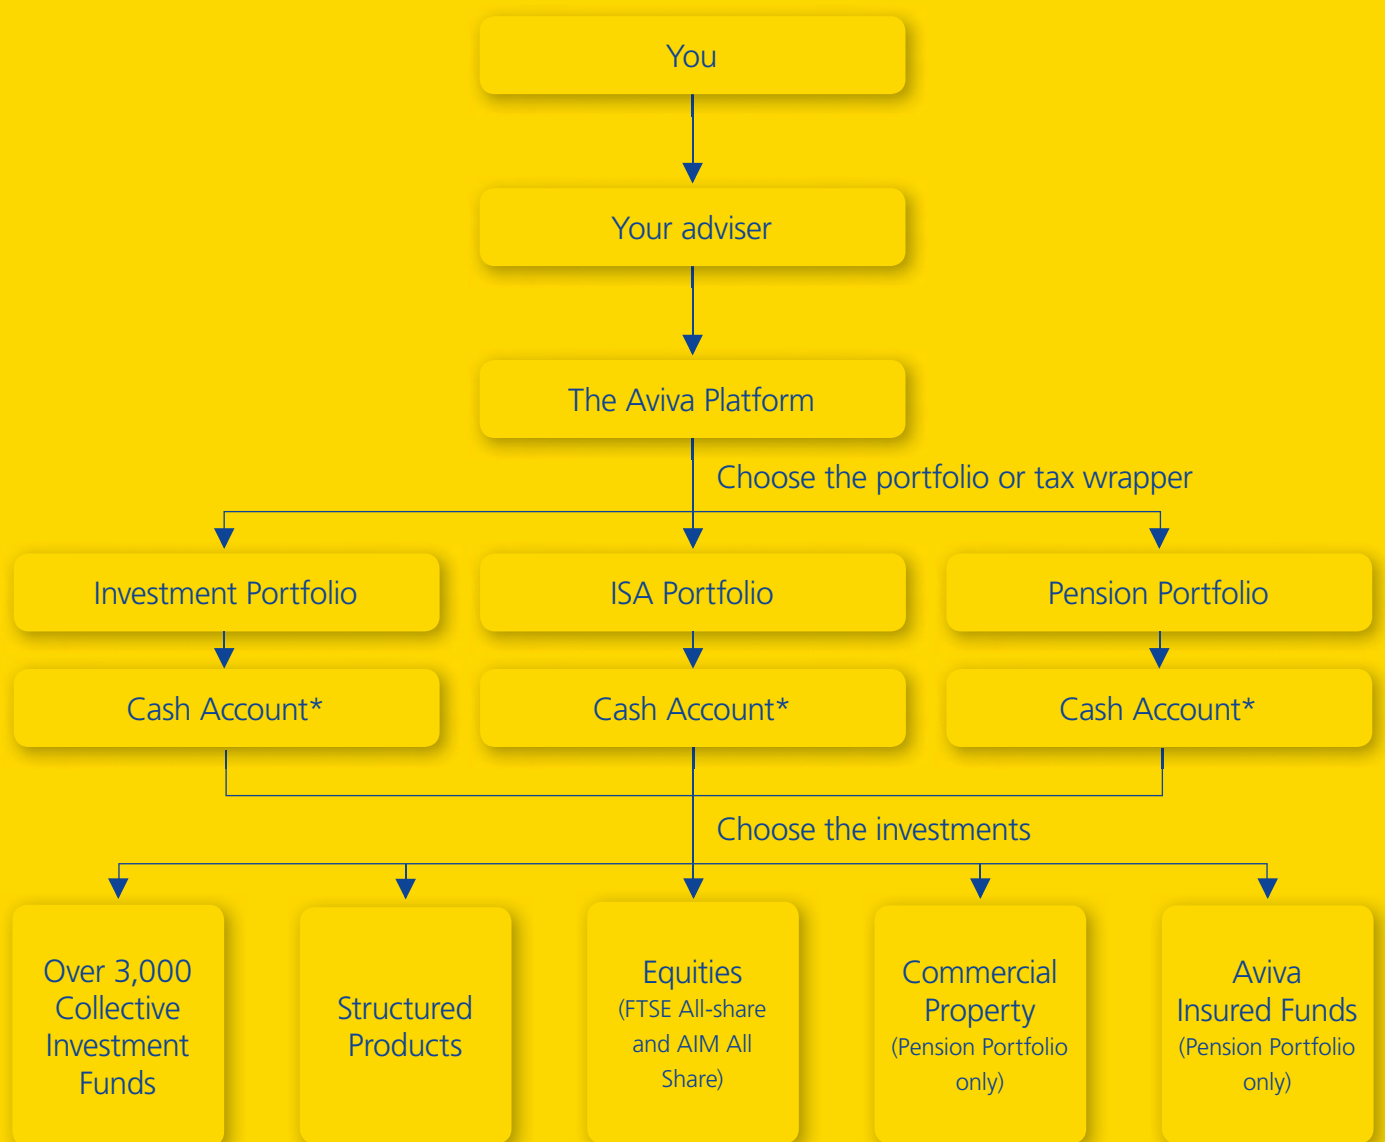 You
Your adviser
The Aviva Platform
Choose the portfolio or tax wrapper
Investment Portfolio
ISA Portfolio
Pension Portfolio
Cash Account*
Cash Account*
Cash Account*
Choose the investments
Over 3,000
Collective
Investment
Funds
Structured
Products
Equities
(FTSE All-share
and AIM All
Share)
Commercial
Property
(Pension Portfolio
only)
Aviva
Insured Funds
(Pension Portfolio
only)